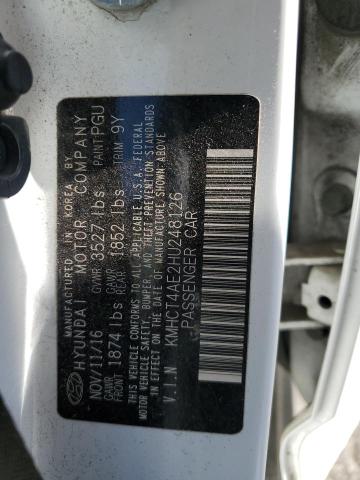 MANUFACTURED IN KOREA BY
HYUNDAI MOTOR COMPANY
NOV/11/16 GVWR 3527 lbs PAINT PGU
GAWR FRONT 1874 lbs GAWR REAR 1852 lbs TRIM 9Y
THIS VEHICLE CONFORMS TO ALL APPLICABLE U.S.A. FEDERAL
MOTOR VEHICLE SAFETY, BUMPER, AND THEFT PREVENTION STANDARDS
IN EFFECT ON THE DATE OF MANUFACTURE SHOWN ABOVE.
V I N KMHCT4AE2HU248126
PASSENGER CAR